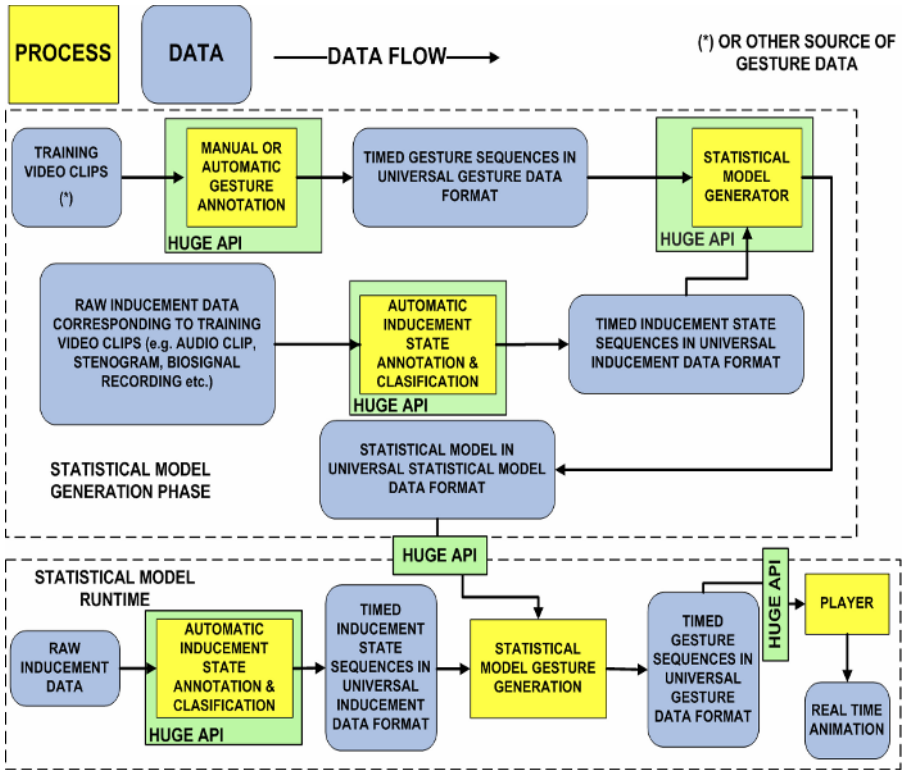 PROCESS
DATA
DATA FLOW
(*) OR OTHER SOURCE OF
GESTURE DATA
TRAINING
VIDEO CLIPS
(*)
MANUAL OR
AUTOMATIC
GESTURE
ANNOTATION
HUGE API
TIMED GESTURE SEQUENCES IN
UNIVERSAL GESTURE DATA
FORMAT
STATISTICAL
MODEL
GENERATOR
HUGE API
RAW INDUCEMENT DATA
CORRESPONDING TO TRAINING
VIDEO CLIPS (e.g. AUDIO CLIP,
STENOGRAM, BIOSIGNAL
RECORDING etc.)
AUTOMATIC
INDUCEMENT
STATE
ANNOTATION &
CLASIFICATION
HUGE API
TIMED INDUCEMENT STATE
SEQUENCES IN UNIVERSAL
INDUCEMENT DATA FORMAT
STATISTICAL MODEL IN
UNIVERSAL STATISTICAL MODEL
DATA FORMAT
STATISTICAL MODEL
GENERATION PHASE
HUGE API
STATISTICAL MODEL
RUNTIME
RAW
INDUCEMENT
DATA
AUTOMATIC
INDUCEMENT
STATE
ANNOTATION &
CLASIFICATION
HUGE API
TIMED
INDUCEMENT
STATE
SEQUENCES IN
UNIVERSAL
INDUCEMENT
DATA FORMAT
STATISTICAL
MODEL GESTURE
GENERATION
TIMED
GESTURE
SEQUENCES IN
UNIVERSAL
GESTURE
DATA FORMAT
HUGE API
PLAYER
REAL TIME
ANIMATION